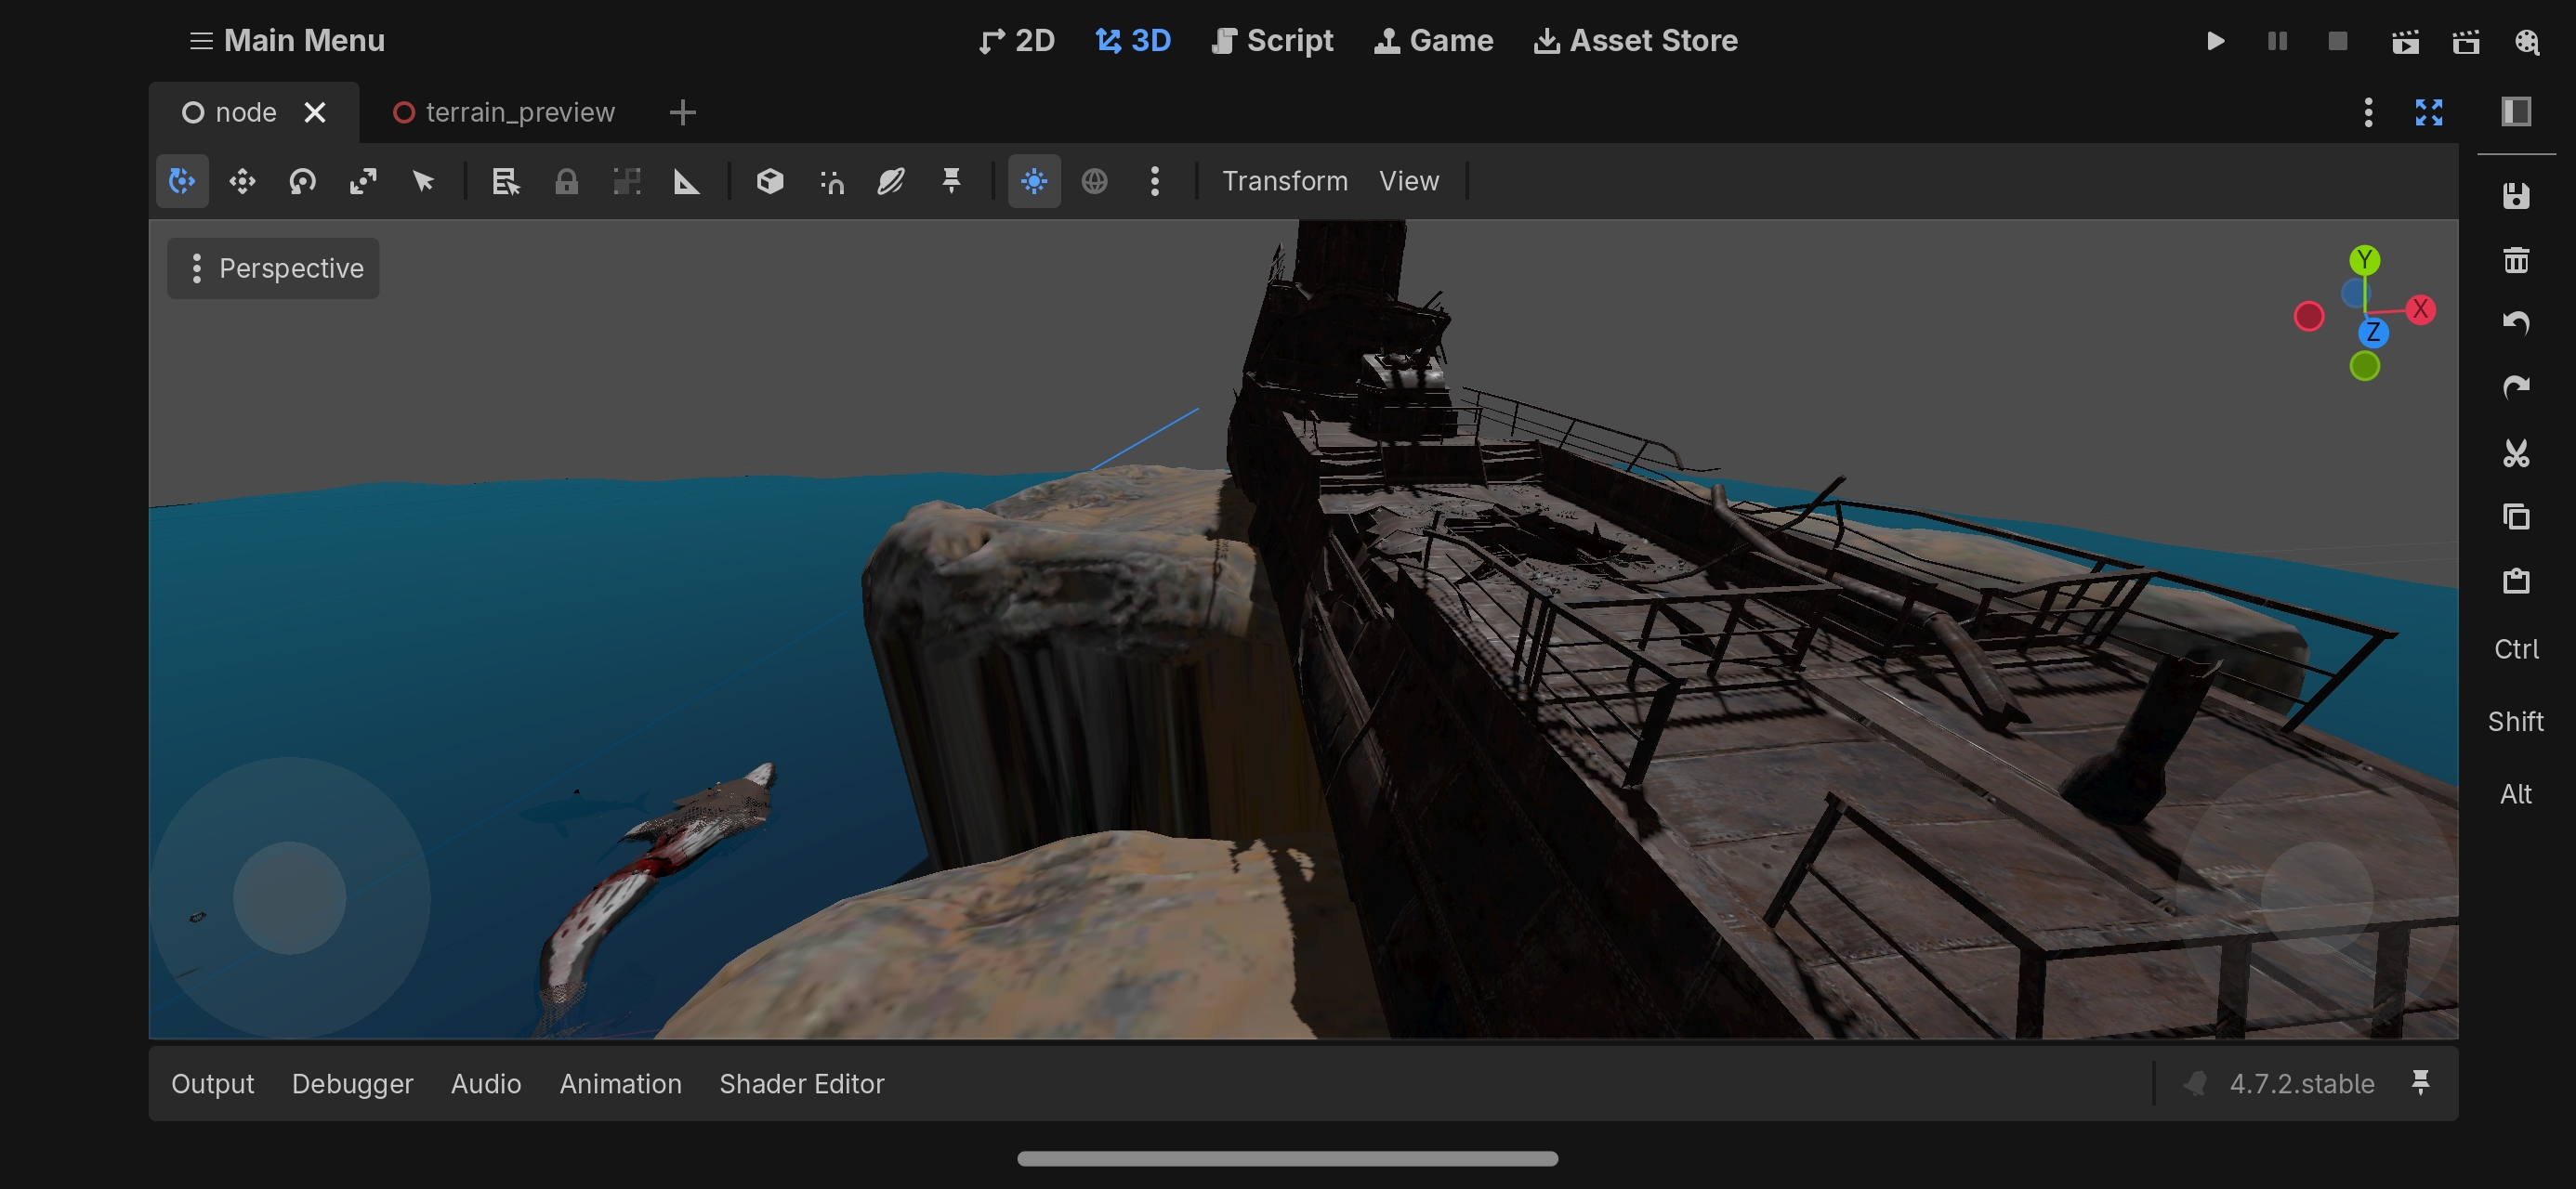 Main Menu
2D
3D
Script
Game
Asset Store
node
terrain_preview
Transform
View
Perspective
Y
X
Z
Ctrl
Shift
Alt
Output
Debugger
Audio
Animation
Shader Editor
4.7.2.stable